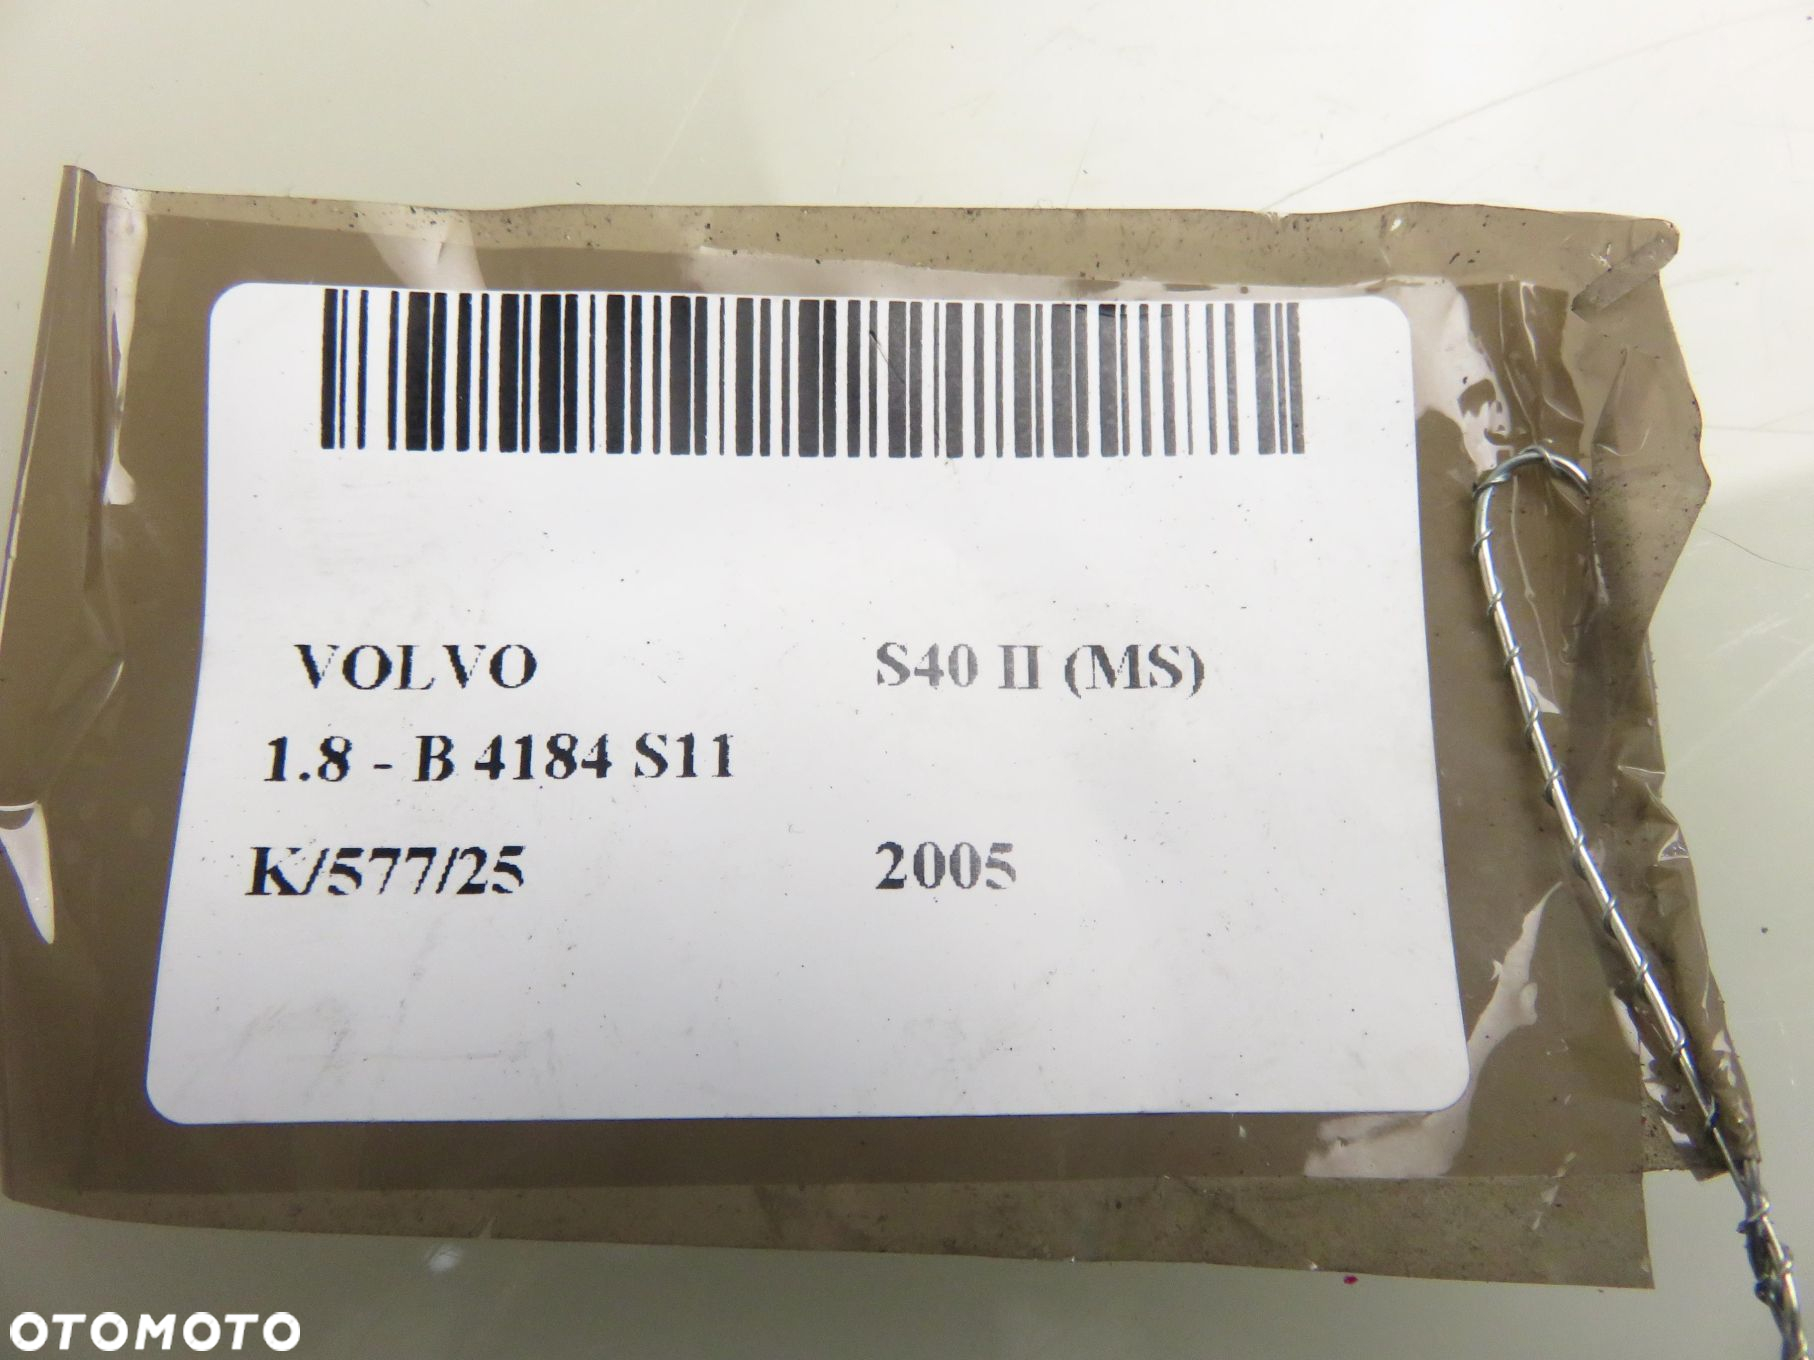 VOLVO S40 II (MS)
1.8 - B 4184 S11
K/577/25 2005
OTOMOTO